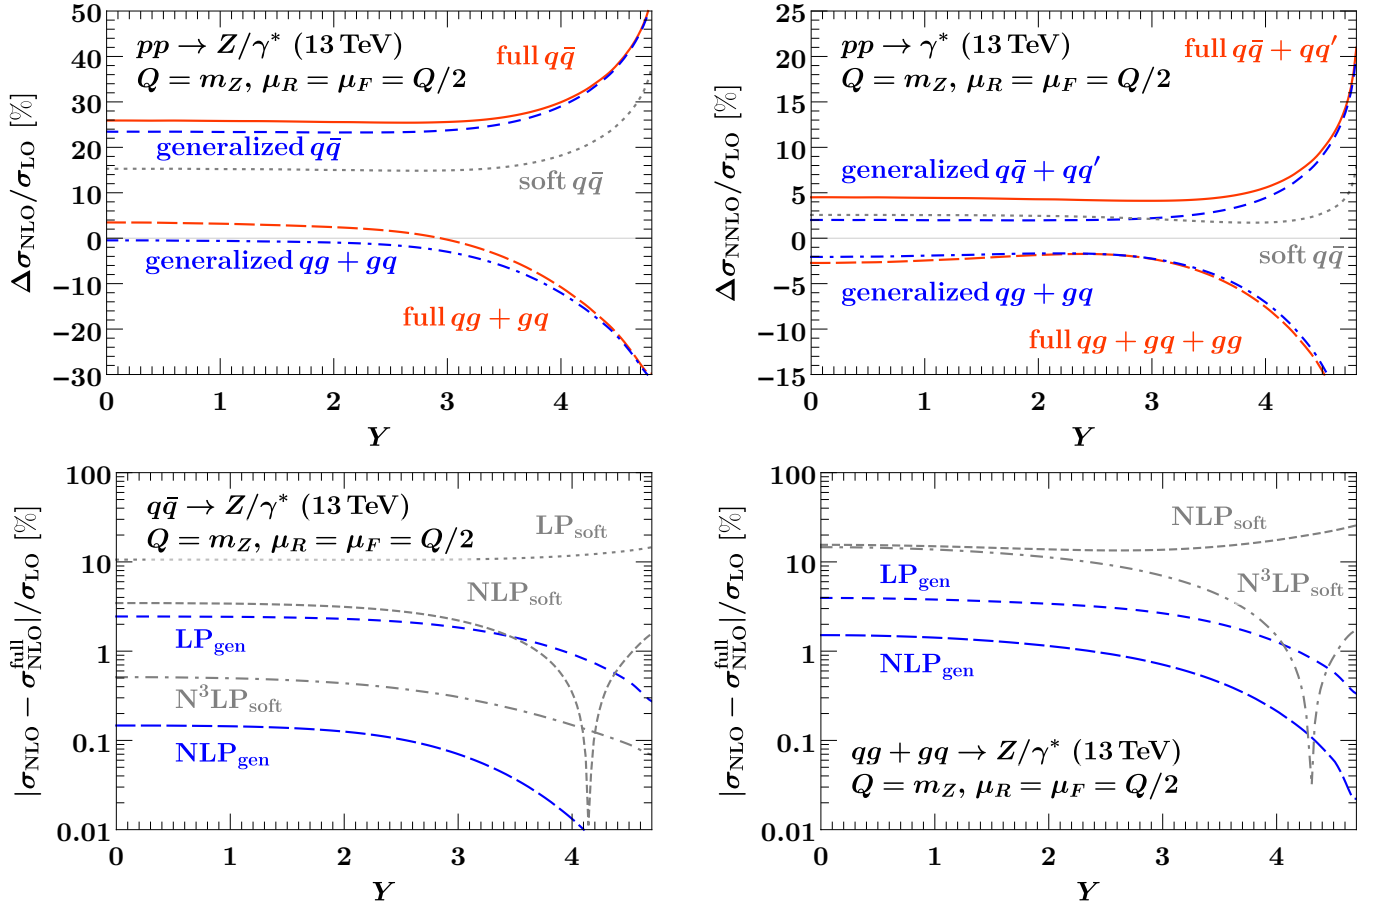 pp → Z/γ* (13 TeV)
Q = m_Z, μ_R = μ_F = Q/2
full qq̄
generalized qq̄
soft qq̄
generalized qg + gq
full qg + gq
Δσ_NLO/σ_LO [%]
50
40
30
20
10
0
−10
−20
−30
0 1 2 3 4
Y
pp → γ* (13 TeV)
Q = m_Z, μ_R = μ_F = Q/2
full qq̄ + qq′
generalized qq̄ + qq′
soft qq̄
generalized qg + gq
full qg + gq + gg
Δσ_NNLO/σ_LO [%]
25
20
15
10
5
0
−5
−10
−15
0 1 2 3 4
Y
qq̄ → Z/γ* (13 TeV)
Q = m_Z, μ_R = μ_F = Q/2
LP_soft
NLP_soft
LP_gen
N³LP_soft
NLP_gen
|σ_NLO − σ^full_NLO|/σ_LO [%]
100
10
1
0.1
0.01
0 1 2 3 4
Y
NLP_soft
LP_gen
N³LP_soft
NLP_gen
qg + gq → Z/γ* (13 TeV)
Q = m_Z, μ_R = μ_F = Q/2
|σ_NLO − σ^full_NLO|/σ_LO [%]
100
10
1
0.1
0.01
0 1 2 3 4
Y